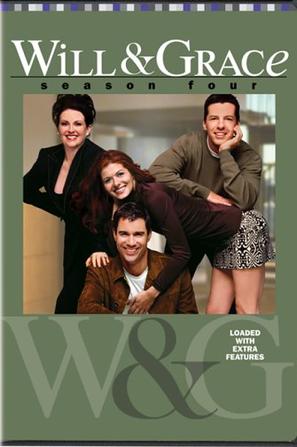 WILL & GRACE
season four
W&G
LOADED
WITH
EXTRA
FEATURES